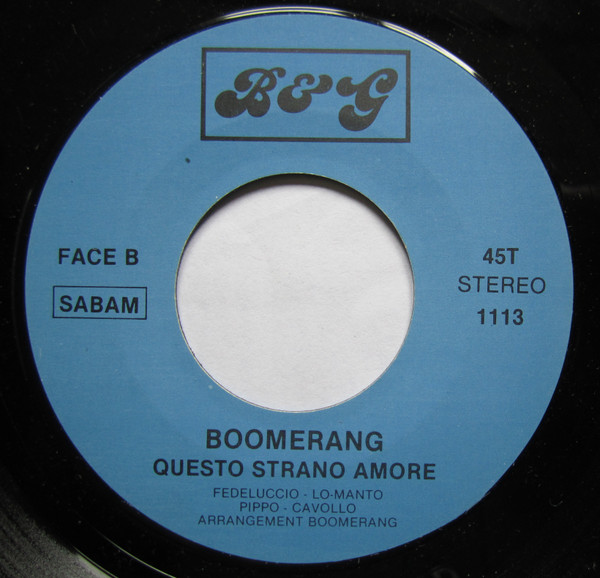 B&G
FACE B
SABAM
45T
STEREO
1113
BOOMERANG
QUESTO STRANO AMORE
FEDELUCCIO - LO-MANTO
PIPPO - CAVOLLO
ARRANGEMENT BOOMERANG